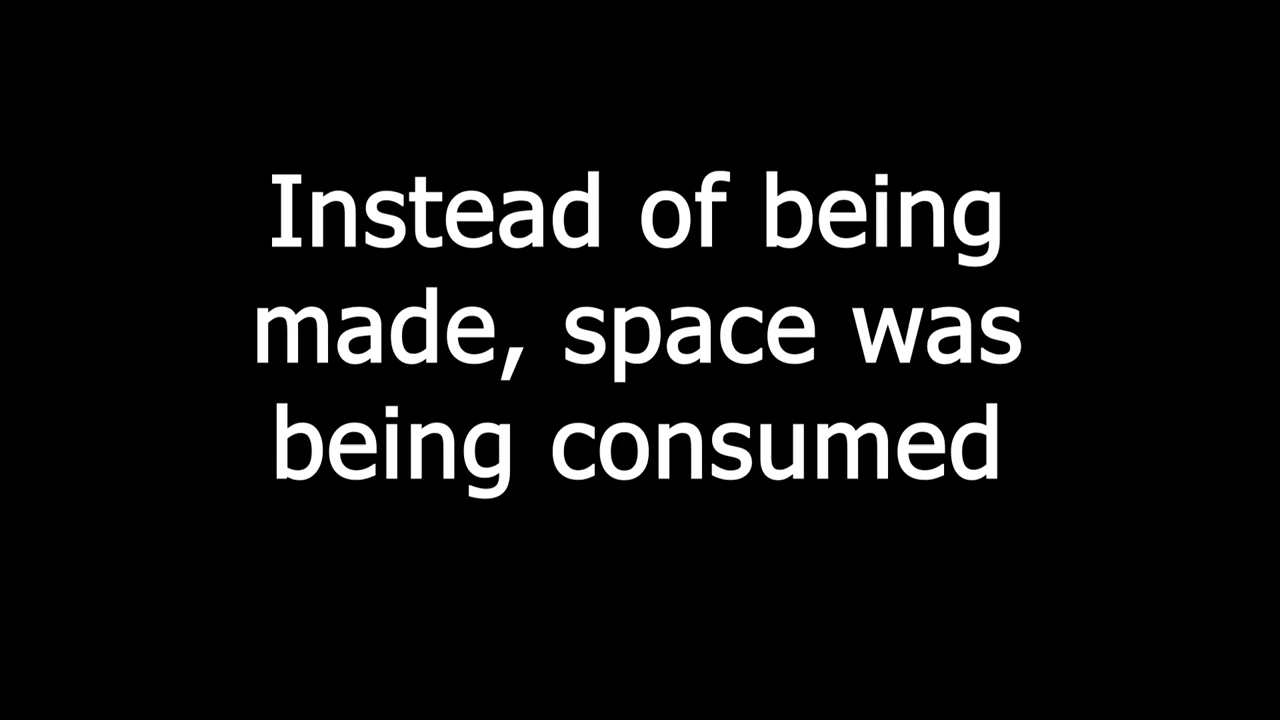 Instead of being
made, space was
being consumed